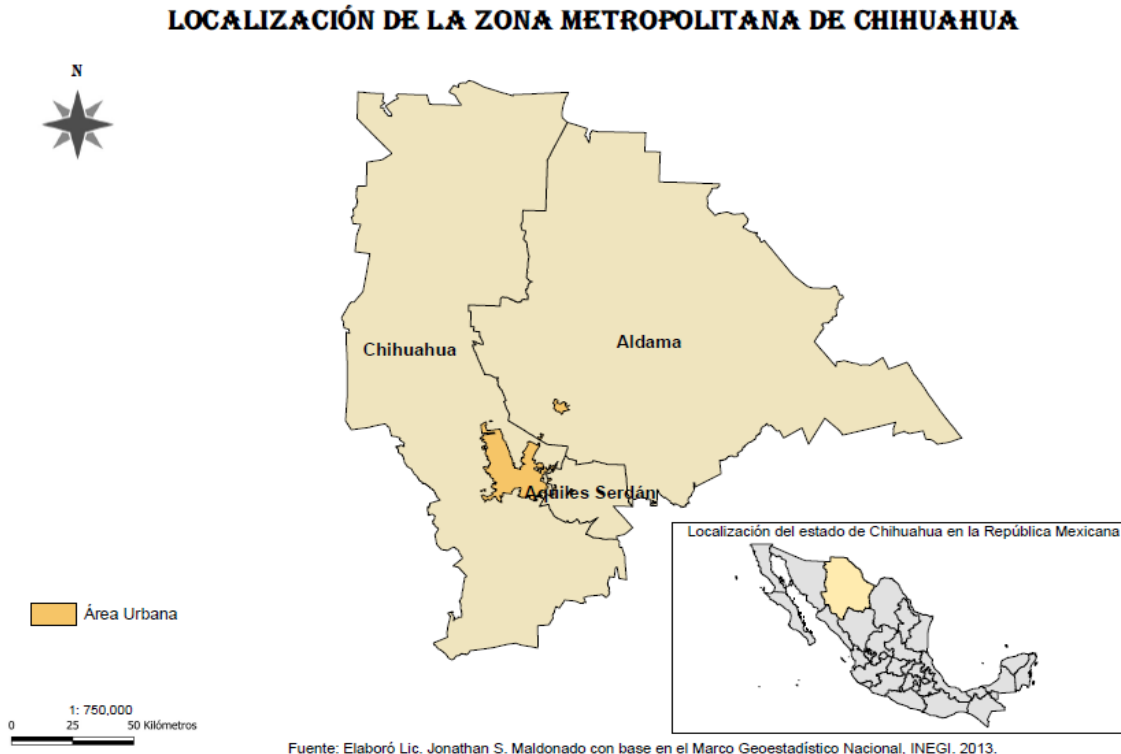 LOCALIZACIÓN DE LA ZONA METROPOLITANA DE CHIHUAHUA
N
Chihuahua
Aldama
Aquiles Serdán
Localización del estado de Chihuahua en la República Mexicana
Área Urbana
1: 750,000
0 25 50 Kilómetros
Fuente: Elaboró Lic. Jonathan S. Maldonado con base en el Marco Geoestadístico Nacional, INEGI, 2013.